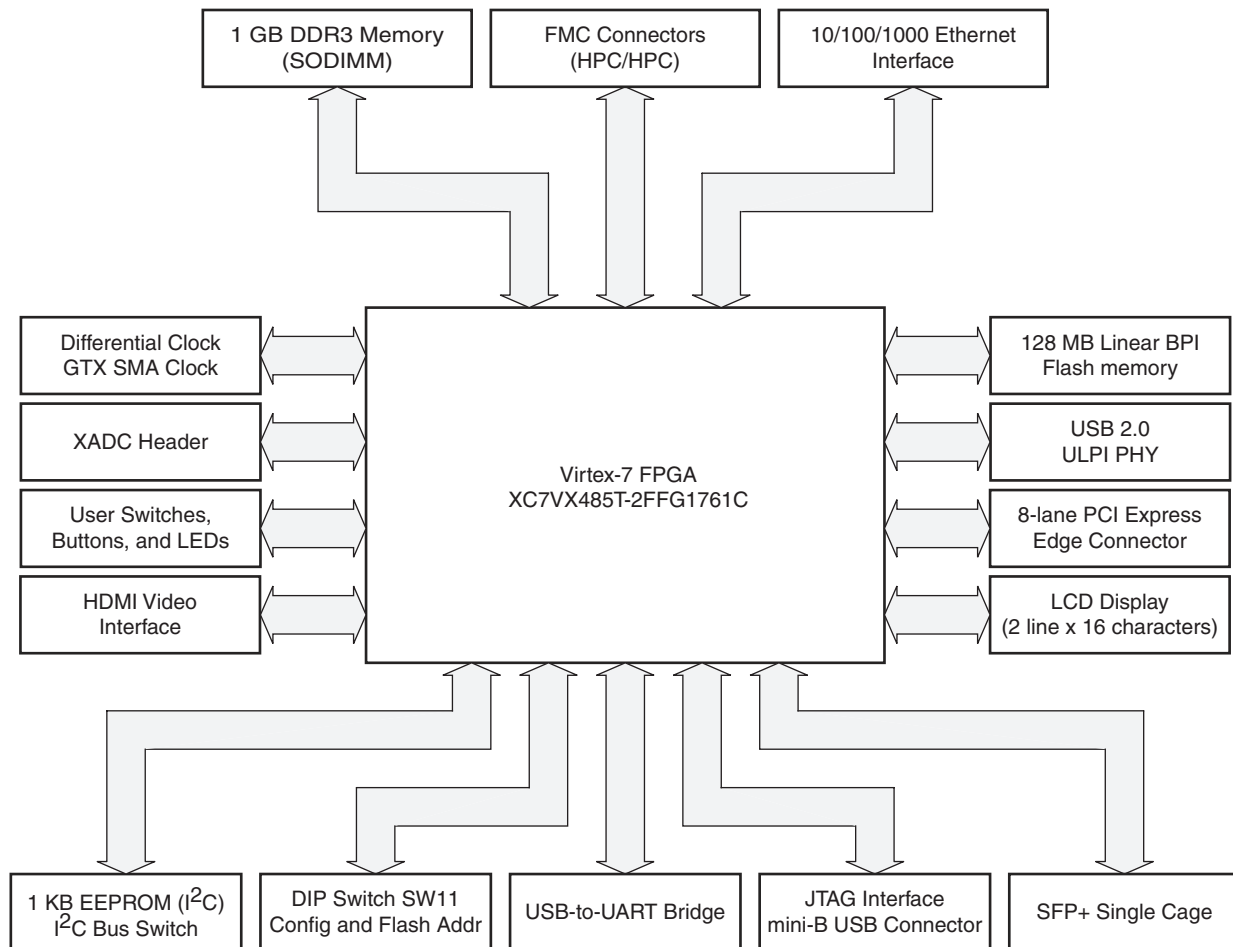 1 GB DDR3 Memory
(SODIMM)
FMC Connectors
(HPC/HPC)
10/100/1000 Ethernet
Interface
Differential Clock
GTX SMA Clock
XADC Header
User Switches,
Buttons, and LEDs
HDMI Video
Interface
Virtex-7 FPGA
XC7VX485T-2FFG1761C
128 MB Linear BPI
Flash memory
USB 2.0
ULPI PHY
8-lane PCI Express
Edge Connector
LCD Display
(2 line x 16 characters)
1 KB EEPROM (I²C)
I²C Bus Switch
DIP Switch SW11
Config and Flash Addr
USB-to-UART Bridge
JTAG Interface
mini-B USB Connector
SFP+ Single Cage